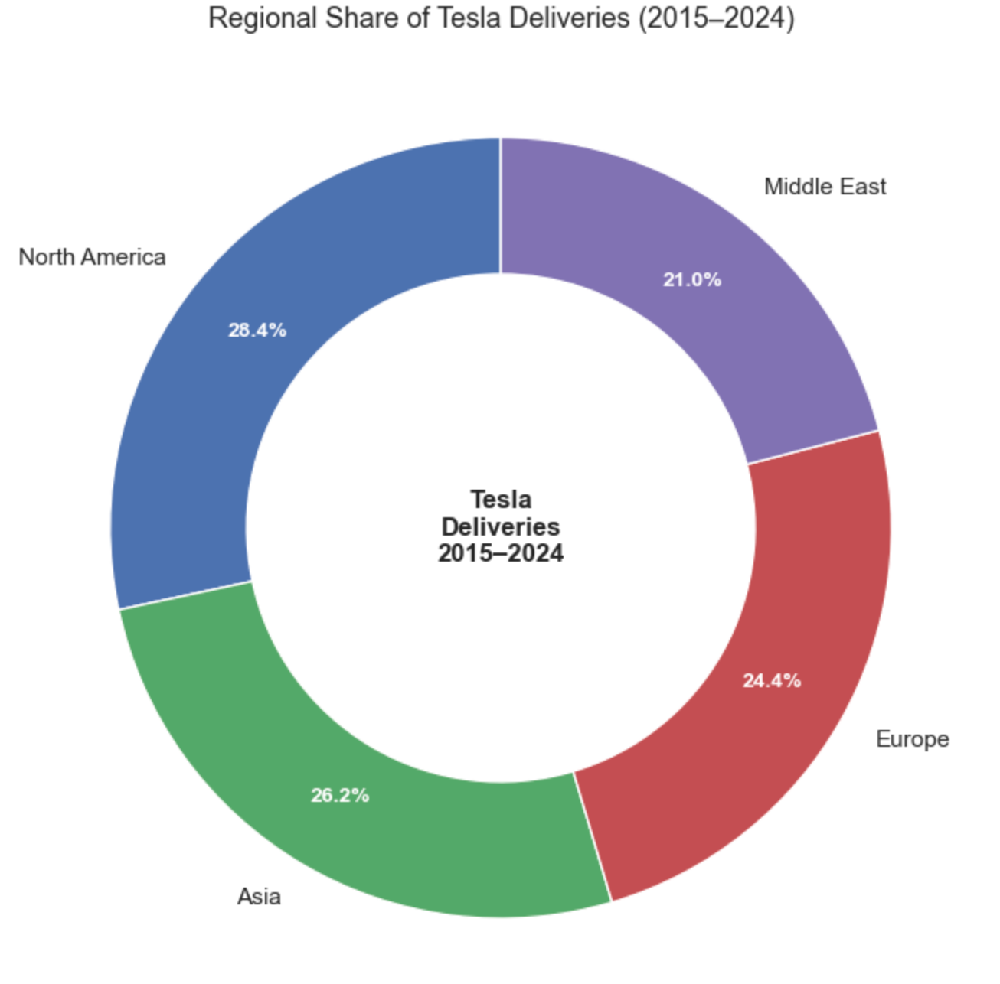 Regional Share of Tesla Deliveries (2015–2024)
Middle East
North America
21.0%
28.4%
Tesla
Deliveries
2015–2024
24.4%
Europe
26.2%
Asia